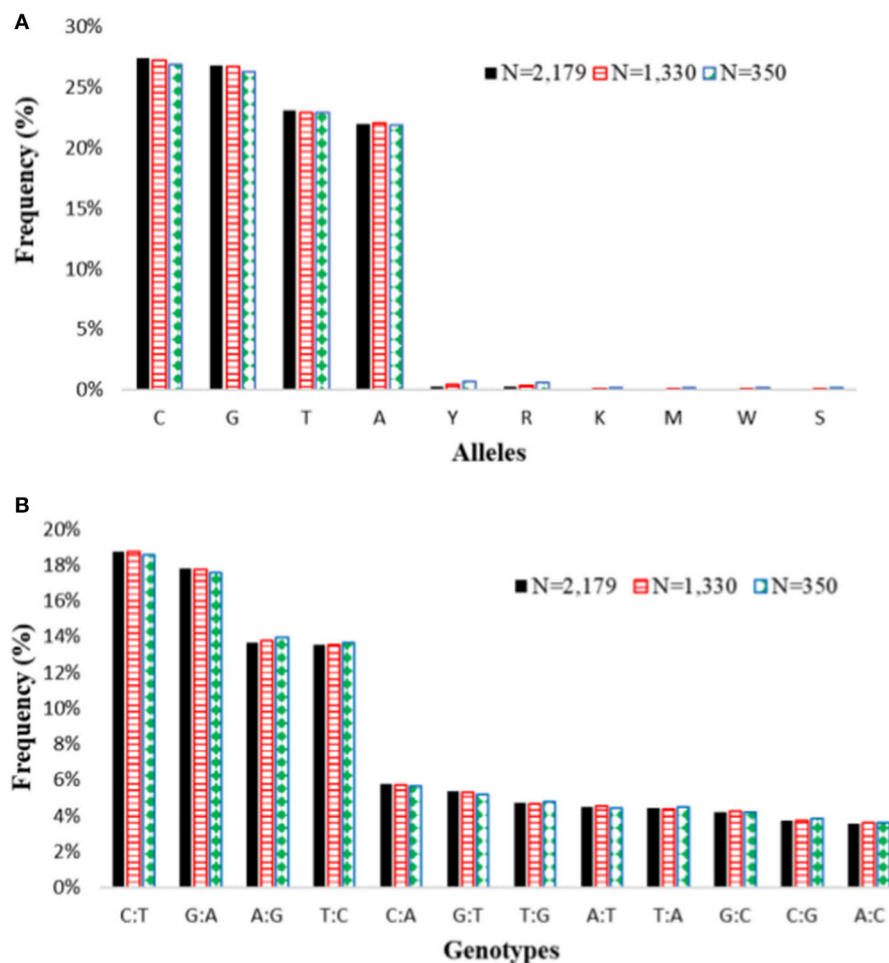 A
30%
25%
20%
15%
10%
5%
0%
Frequency (%)
N=2,179 N=1,330 N=350
C G T A Y R K M W S
Alleles
B
20%
18%
16%
14%
12%
10%
8%
6%
4%
2%
0%
Frequency (%)
N=2,179 N=1,330 N=350
C:T G:A A:G T:C C:A G:T T:G A:T T:A G:C C:G A:C
Genotypes